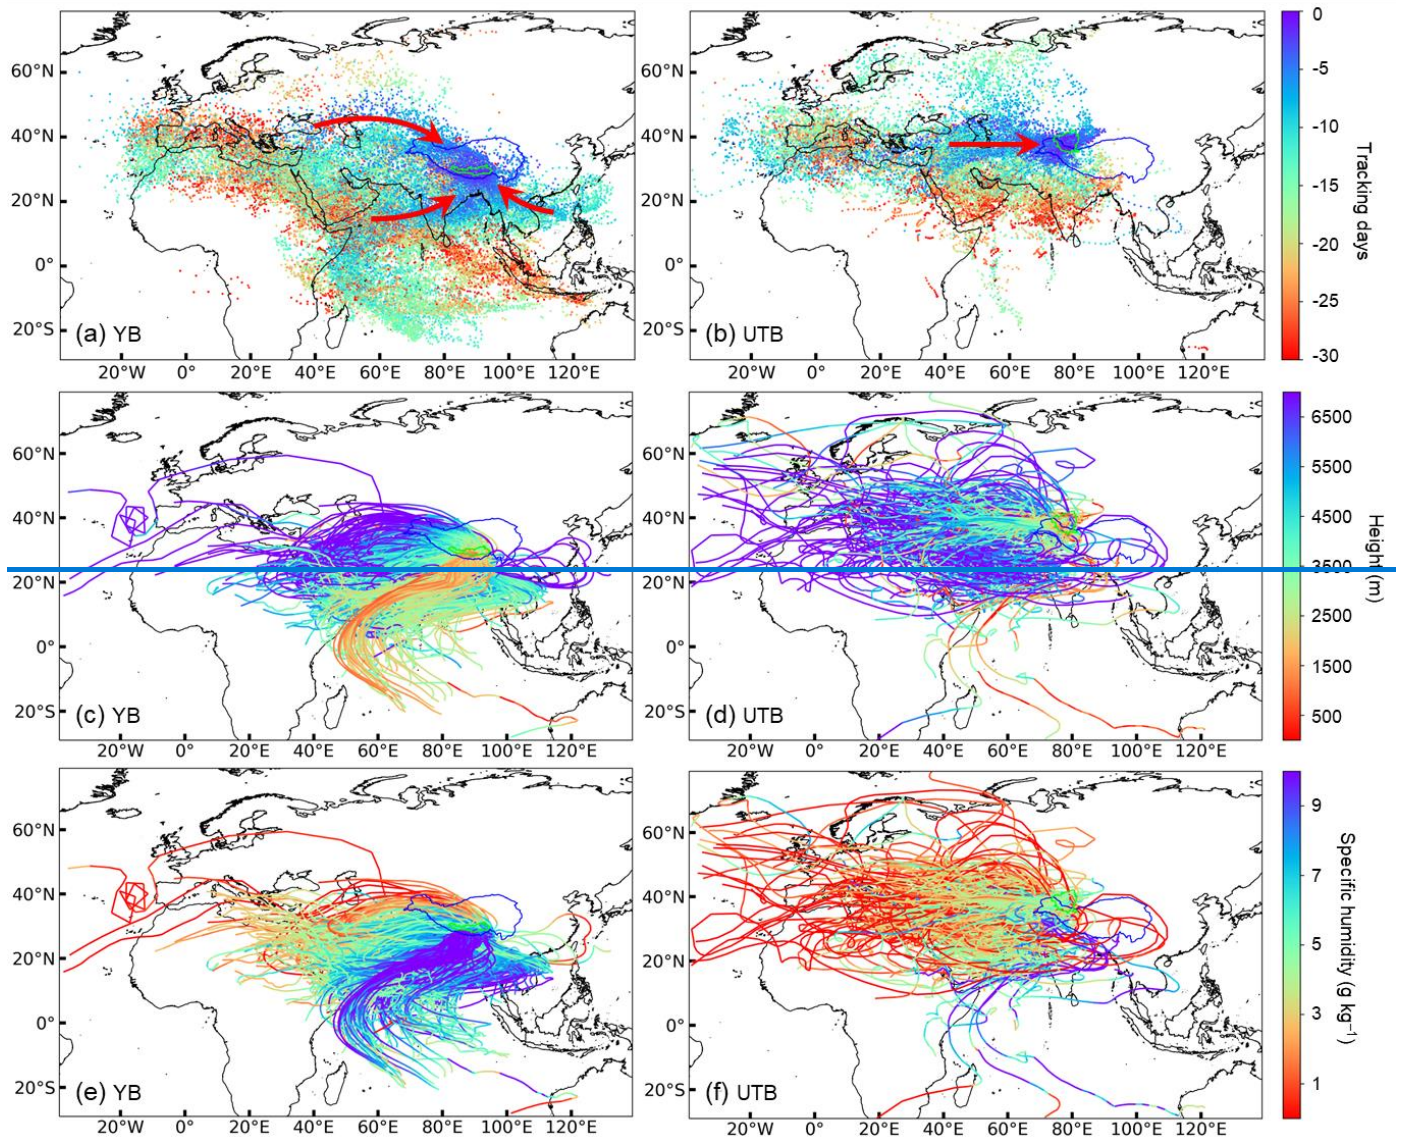 60°N
40°N
20°N
0°
20°S
(a) YB
20°W 0° 20°E 40°E 60°E 80°E 100°E 120°E
60°N
40°N
20°N
0°
20°S
(b) UTB
20°W 0° 20°E 40°E 60°E 80°E 100°E 120°E
0
-5
-10
-15
-20
-25
-30
Tracking days
60°N
40°N
20°N
0°
20°S
(c) YB
20°W 0° 20°E 40°E 60°E 80°E 100°E 120°E
60°N
40°N
20°N
0°
20°S
(d) UTB
20°W 0° 20°E 40°E 60°E 80°E 100°E 120°E
6500
5500
4500
3500
2500
1500
500
Height (m)
60°N
40°N
20°N
0°
20°S
(e) YB
20°W 0° 20°E 40°E 60°E 80°E 100°E 120°E
60°N
40°N
20°N
0°
20°S
(f) UTB
20°W 0° 20°E 40°E 60°E 80°E 100°E 120°E
9
7
5
3
1
Specific humidity (g kg⁻¹)